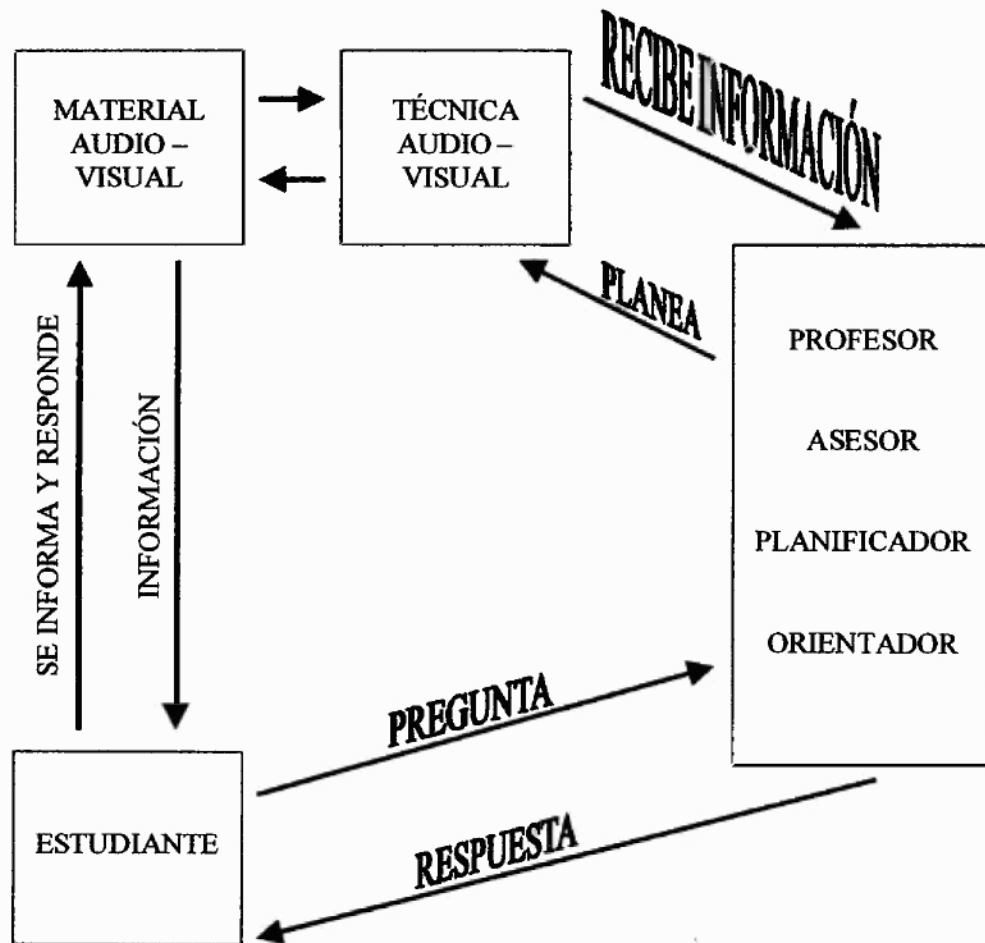 RECIBE INFORMACIÓN
MATERIAL
AUDIO –
VISUAL
TÉCNICA
AUDIO –
VISUAL
PLANEA
PROFESOR
ASESOR
PLANIFICADOR
ORIENTADOR
SE INFORMA Y RESPONDE
INFORMACIÓN
PREGUNTA
ESTUDIANTE
RESPUESTA